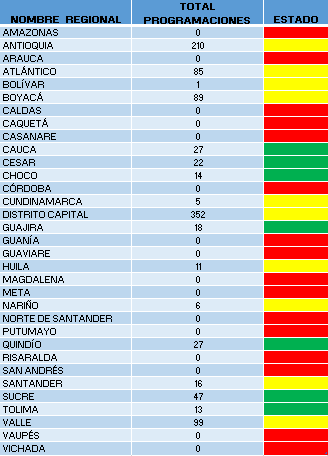 NOMBRE REGIONAL TOTAL PROGRAMACIONES ESTADO
AMAZONAS 0
ANTIOQUIA 210
ARAUCA 0
ATLÁNTICO 85
BOLÍVAR 1
BOYACÁ 89
CALDAS 0
CAQUETÁ 0
CASANARE 0
CAUCA 27
CESAR 22
CHOCO 14
CÓRDOBA 0
CUNDINAMARCA 5
DISTRITO CAPITAL 352
GUAJIRA 18
GUANÍA 0
GUAVIARE 0
HUILA 11
MAGDALENA 0
META 0
NARIÑO 6
NORTE DE SANTANDER 0
PUTUMAYO 0
QUINDÍO 27
RISARALDA 0
SAN ANDRÉS 0
SANTANDER 16
SUCRE 47
TOLIMA 13
VALLE 99
VAUPÉS 0
VICHADA 0